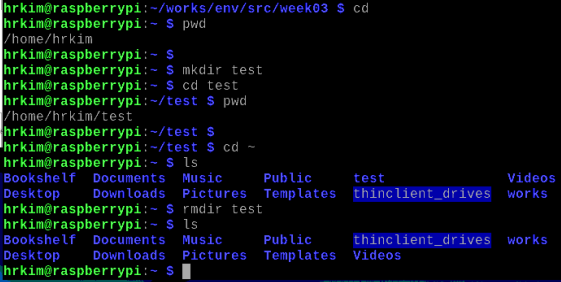 hrkim@raspberrypi:~/works/env/src/week03 $ cd
hrkim@raspberrypi:~ $ pwd
/home/hrkim
hrkim@raspberrypi:~ $
hrkim@raspberrypi:~ $ mkdir test
hrkim@raspberrypi:~ $ cd test
hrkim@raspberrypi:~/test $ pwd
/home/hrkim/test
hrkim@raspberrypi:~/test $
hrkim@raspberrypi:~/test $ cd ~
hrkim@raspberrypi:~ $ ls
Bookshelf Documents Music Public test Videos
Desktop Downloads Pictures Templates thinclient_drives works
hrkim@raspberrypi:~ $ rmdir test
hrkim@raspberrypi:~ $ ls
Bookshelf Documents Music Public thinclient_drives works
Desktop Downloads Pictures Templates Videos
hrkim@raspberrypi:~ $